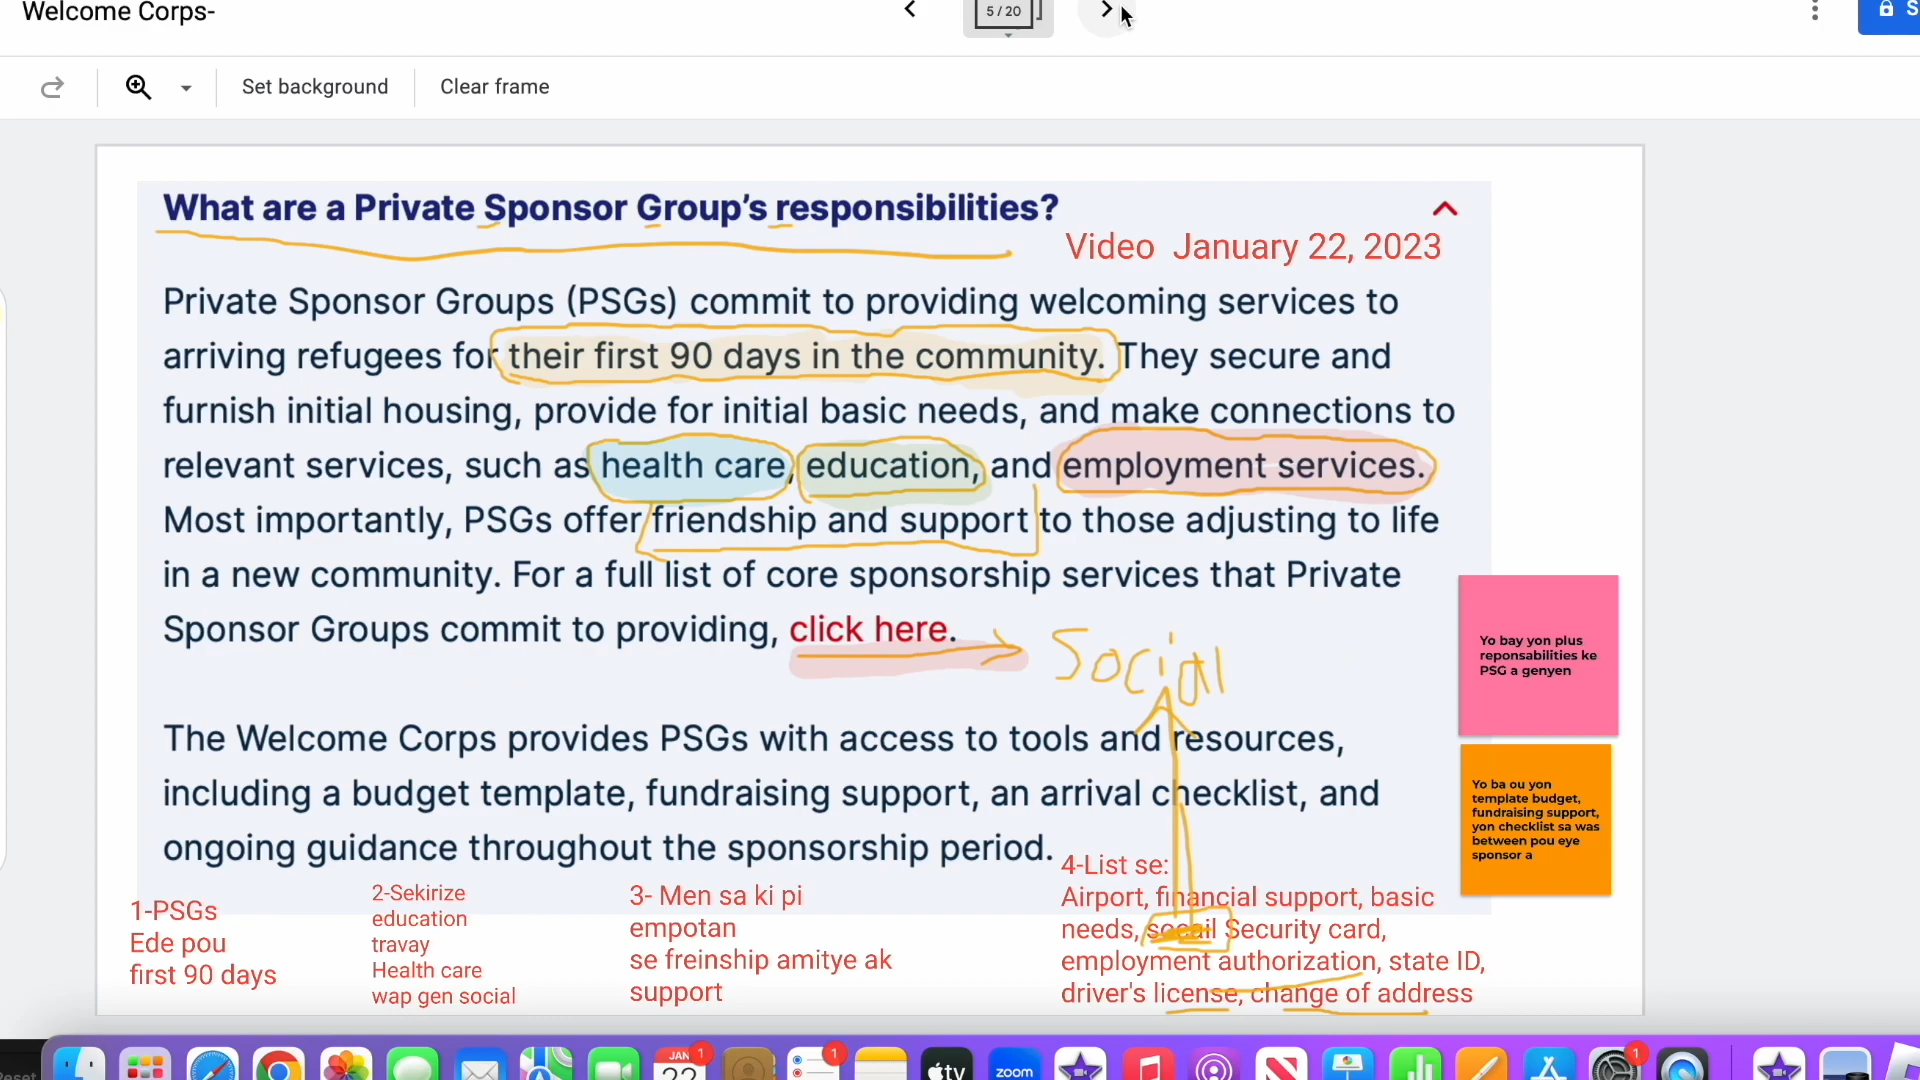 Welcome Corps-
5 / 20
S
Set background
Clear frame
What are a Private Sponsor Group's responsibilities?
Video January 22, 2023
Private Sponsor Groups (PSGs) commit to providing welcoming services to
arriving refugees for their first 90 days in the community. They secure and
furnish initial housing, provide for initial basic needs, and make connections to
relevant services, such as health care, education, and employment services.
Most importantly, PSGs offer friendship and support to those adjusting to life
in a new community. For a full list of core sponsorship services that Private
Sponsor Groups commit to providing, click here.
Social
Yo bay yon plus
reponsabilities ke
PSG a genyen
The Welcome Corps provides PSGs with access to tools and resources,
including a budget template, fundraising support, an arrival checklist, and
ongoing guidance throughout the sponsorship period.
Yo ba ou yon
template budget,
fundraising support,
yon checklist sa was
between pou eye
sponsor a
1-PSGs
Ede pou
first 90 days
2-Sekirize
education
travay
Health care
wap gen social
3- Men sa ki pi
empotan
se freinship amitye ak
support
4-List se:
Airport, financial support, basic
needs, socail Security card,
employment authorization, state ID,
driver's license, change of address
JAN
1
22
1
tv
zoom
1